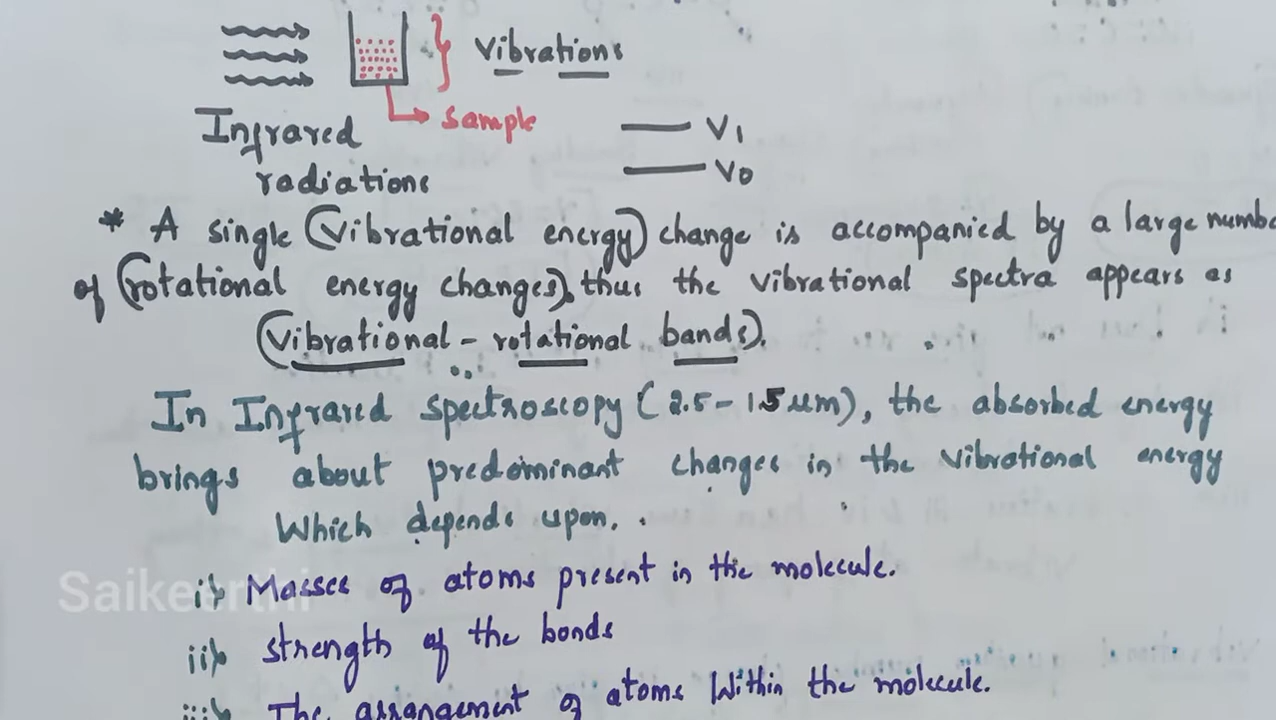 Vibrations
Sample
Infrared
radiations
V1
V0
* A single (Vibrational energy) change is accompanied by a large numbe
of (rotational energy changes), thus the vibrational spectra appears as
(Vibrational - rotational bands).
In Infrared spectroscopy (2.5 - 15 um), the absorbed energy
brings about predominant changes in the vibrational energy
Which depends upon.
i) Masses of atoms present in the molecule.
ii) strength of the bonds
iii) The arrangement of atoms Within the molecule.